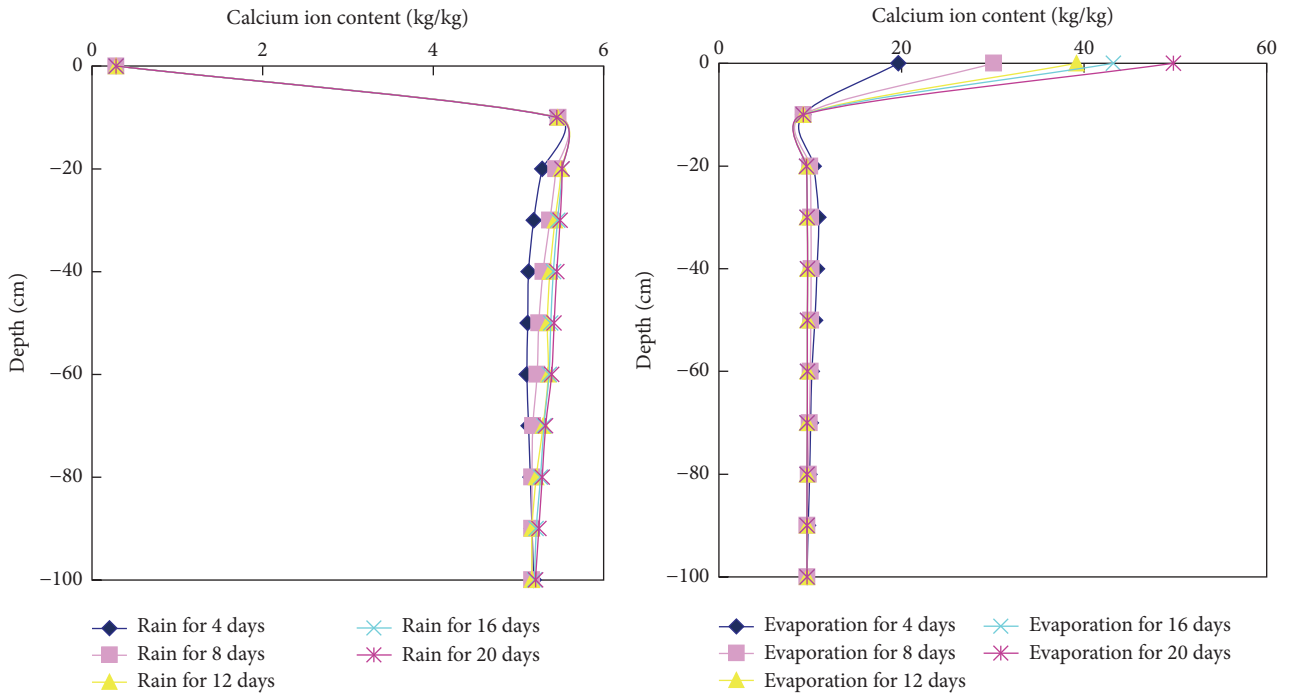 Calcium ion content (kg/kg)
0 2 4 6
0
−20
−40
−60
−80
−100
Depth (cm)
Rain for 4 days
Rain for 8 days
Rain for 12 days
Rain for 16 days
Rain for 20 days
Calcium ion content (kg/kg)
0 20 40 60
0
−20
−40
−60
−80
−100
Depth (cm)
Evaporation for 4 days
Evaporation for 8 days
Evaporation for 12 days
Evaporation for 16 days
Evaporation for 20 days